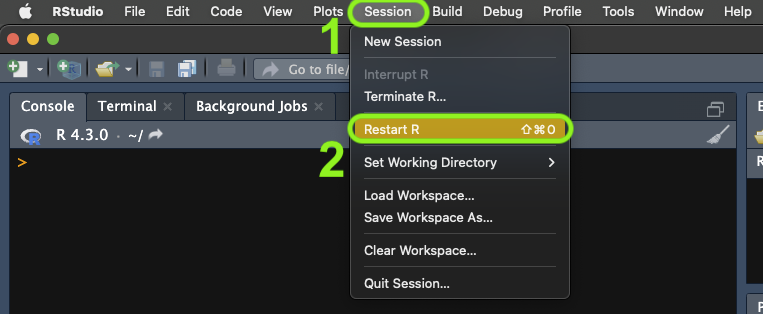 RStudio File Edit Code View Plots Session Build Debug Profile Tools Window Help
1
New Session
Go to file/
Interrupt R
Terminate R...
Console Terminal × Background Jobs ×
R 4.3.0 · ~/
Restart R ⇧⌘0
>
2
Set Working Directory >
Load Workspace...
Save Workspace As...
Clear Workspace...
Quit Session...